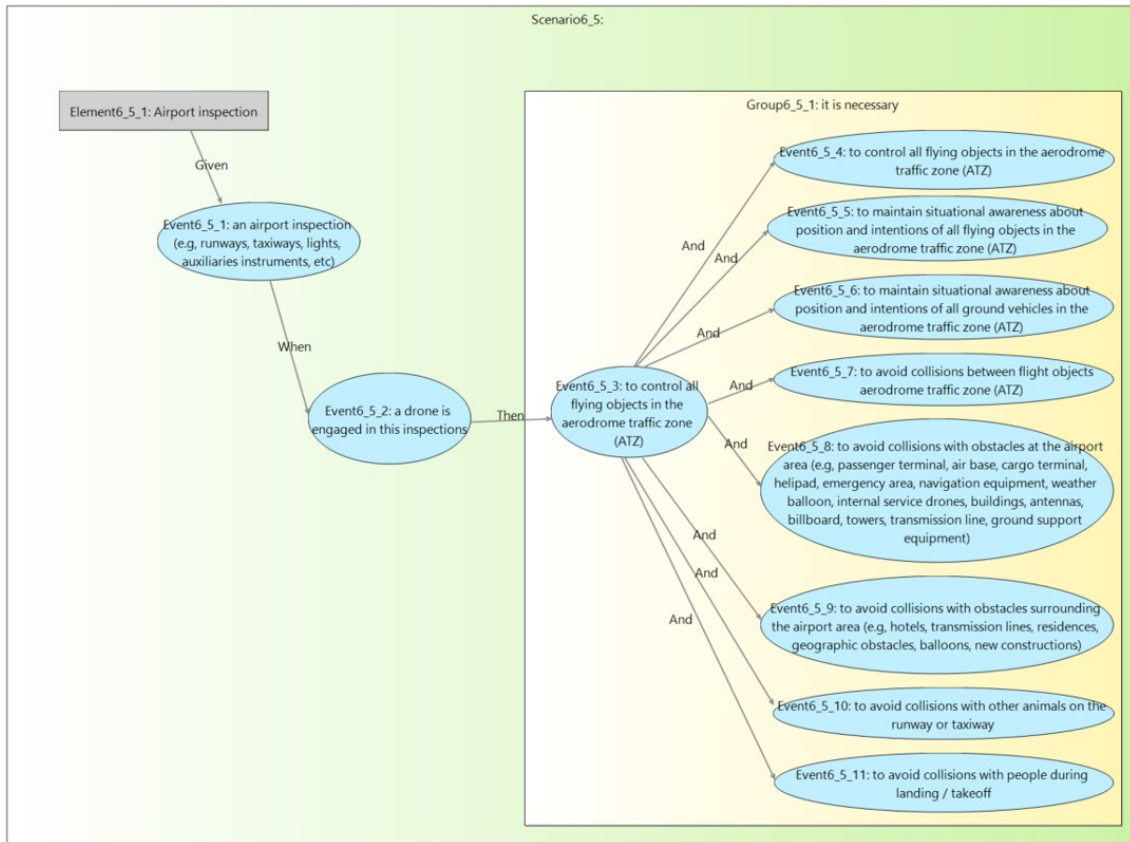 Scenario6_5:
Element6_5_1: Airport inspection
Group6_5_1: it is necessary
Given
Event6_5_1: an airport inspection
(e.g, runways, taxiways, lights,
auxiliaries instruments, etc)
When
Event6_5_2: a drone is
engaged in this inspections
Then
Event6_5_3: to control all
flying objects in the
aerodrome traffic zone
(ATZ)
And
Event6_5_4: to control all flying objects in the aerodrome
traffic zone (ATZ)
And
Event6_5_5: to maintain situational awareness about
position and intentions of all flying objects in the
aerodrome traffic zone (ATZ)
And
Event6_5_6: to maintain situational awareness about
position and intentions of all ground vehicles in the
aerodrome traffic zone (ATZ)
And
Event6_5_7: to avoid collisions between flight objects
aerodrome traffic zone (ATZ)
And
Event6_5_8: to avoid collisions with obstacles at the airport
area (e.g, passenger terminal, air base, cargo terminal,
helipad, emergency area, navigation equipment, weather
balloon, internal service drones, buildings, antennas,
billboard, towers, transmission line, ground support
equipment)
And
Event6_5_9: to avoid collisions with obstacles surrounding
the airport area (e.g, hotels, transmission lines, residences,
geographic obstacles, balloons, new constructions)
And
Event6_5_10: to avoid collisions with other animals on the
runway or taxiway
And
Event6_5_11: to avoid collisions with people during
landing / takeoff